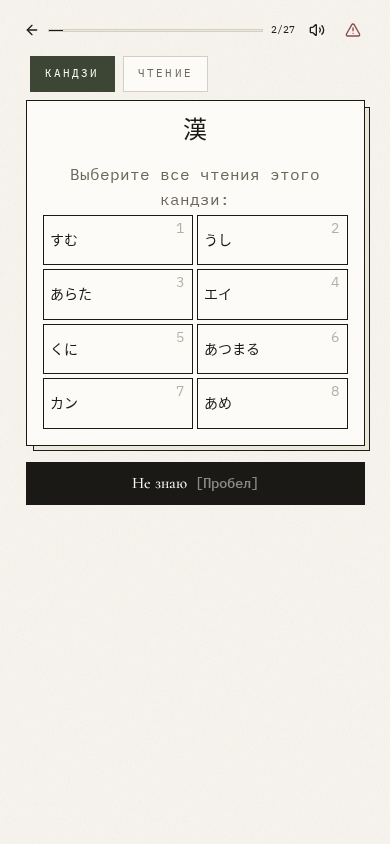 2/27
КАНДЗИ ЧТЕНИЕ
漢
Выберите все чтения этого
кандзи:
すむ 1
うし 2
あらた 3
エイ 4
くに 5
あつまる 6
カン 7
あめ 8
Не знаю [Пробел]